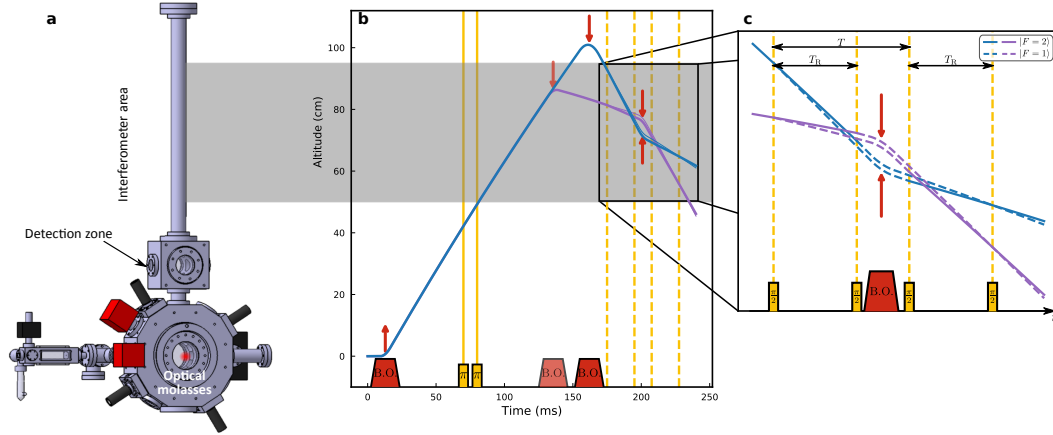 a
Interferometer area
Detection zone
Optical
molasses
b
Altitude (cm)
100
80
60
40
20
0
B.O.
π
π
B.O.
B.O.
0
50
100
150
200
250
Time (ms)
c
T
T_R
T_R
|F = 2⟩
|F = 1⟩
π/2
π/2
B.O.
π/2
π/2